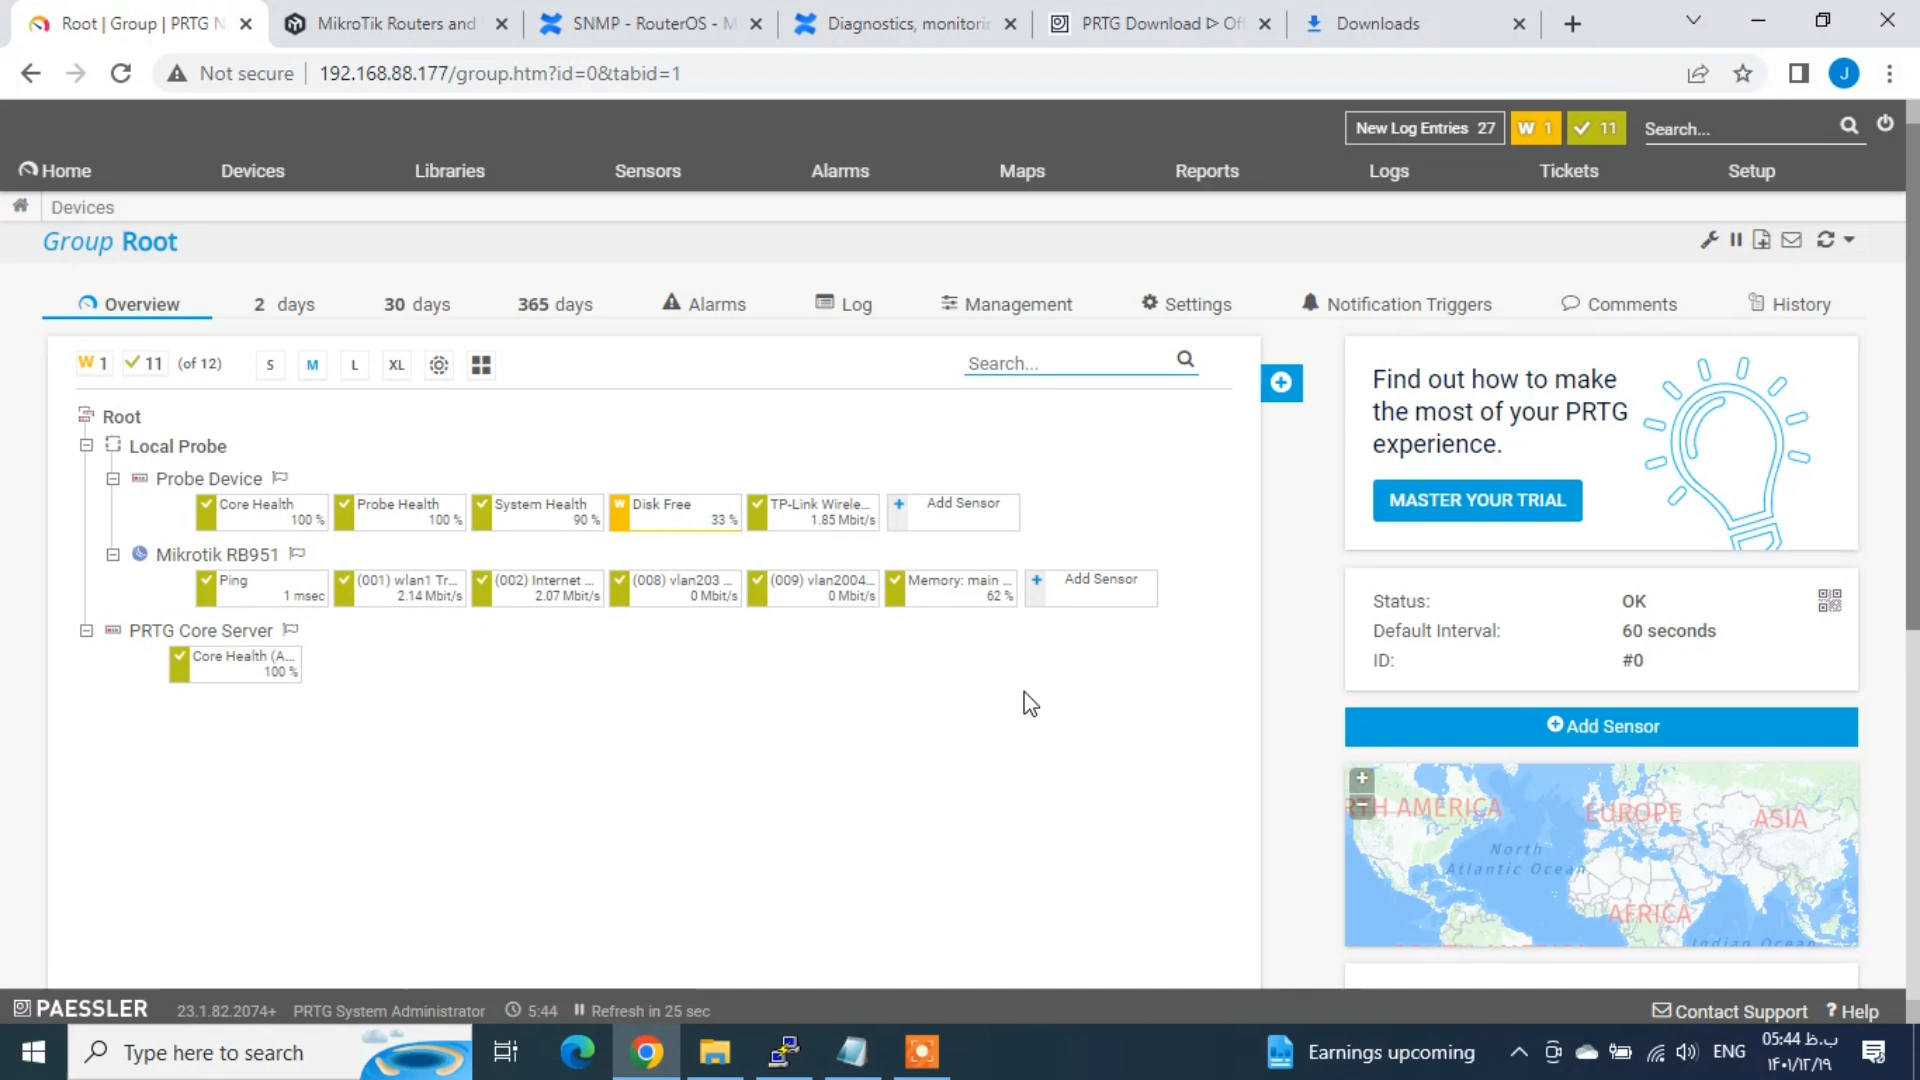 Root | Group | PRTG N
MikroTik Routers and
SNMP - RouterOS - M
Diagnostics, monitorin
PRTG Download ᐅ Off
Downloads
Not secure
192.168.88.177/group.htm?id=0&tabid=1
J
New Log Entries 27
W 1
11
Search...
Home
Devices
Libraries
Sensors
Alarms
Maps
Reports
Logs
Tickets
Setup
Devices
Group Root
Overview
2 days
30 days
365 days
Alarms
Log
Management
Settings
Notification Triggers
Comments
History
W 1
11
(of 12)
S
M
L
XL
Search...
Root
Local Probe
Probe Device
Core Health
100 %
Probe Health
100 %
System Health
90 %
W Disk Free
33 %
TP-Link Wirele...
1.85 Mbit/s
Add Sensor
Mikrotik RB951
Ping
1 msec
(001) wlan1 Tr...
2.14 Mbit/s
(002) Internet ...
2.07 Mbit/s
(008) vlan203 ...
0 Mbit/s
(009) vlan2004...
0 Mbit/s
Memory: main ...
62 %
Add Sensor
PRTG Core Server
Core Health (A...
100 %
Find out how to make
the most of your PRTG
experience.
MASTER YOUR TRIAL
Status: OK
Default Interval: 60 seconds
ID: #0
Add Sensor
RTH AMERICA
EUROPE
ASIA
North
Atlantic Ocean
AFRICA
Indian Ocean
PAESSLER
23.1.82.2074+
PRTG System Administrator
5:44
Refresh in 25 sec
Contact Support
? Help
Type here to search
Earnings upcoming
ENG
05:44 ب.ظ
۱۴۰۱/۱۲/۱۹